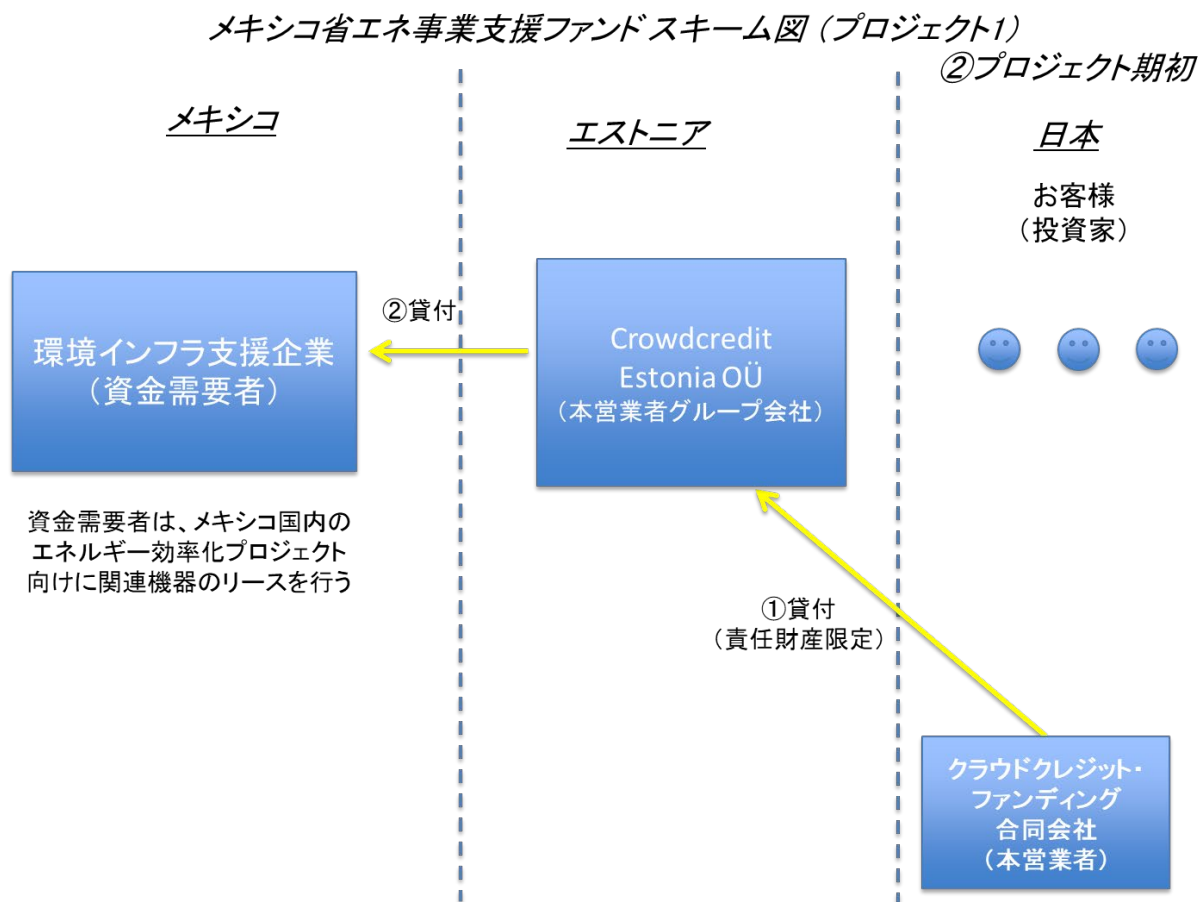 メキシコ省エネ事業支援ファンド スキーム図 (プロジェクト1)
②プロジェクト期初
メキシコ
エストニア
日本
お客様
（投資家）
環境インフラ支援企業
（資金需要者）
②貸付
Crowdcredit
Estonia OÜ
（本営業者グループ会社）
資金需要者は、メキシコ国内の
エネルギー効率化プロジェクト
向けに関連機器のリースを行う
①貸付
（責任財産限定）
クラウドクレジット・
ファンディング
合同会社
（本営業者）